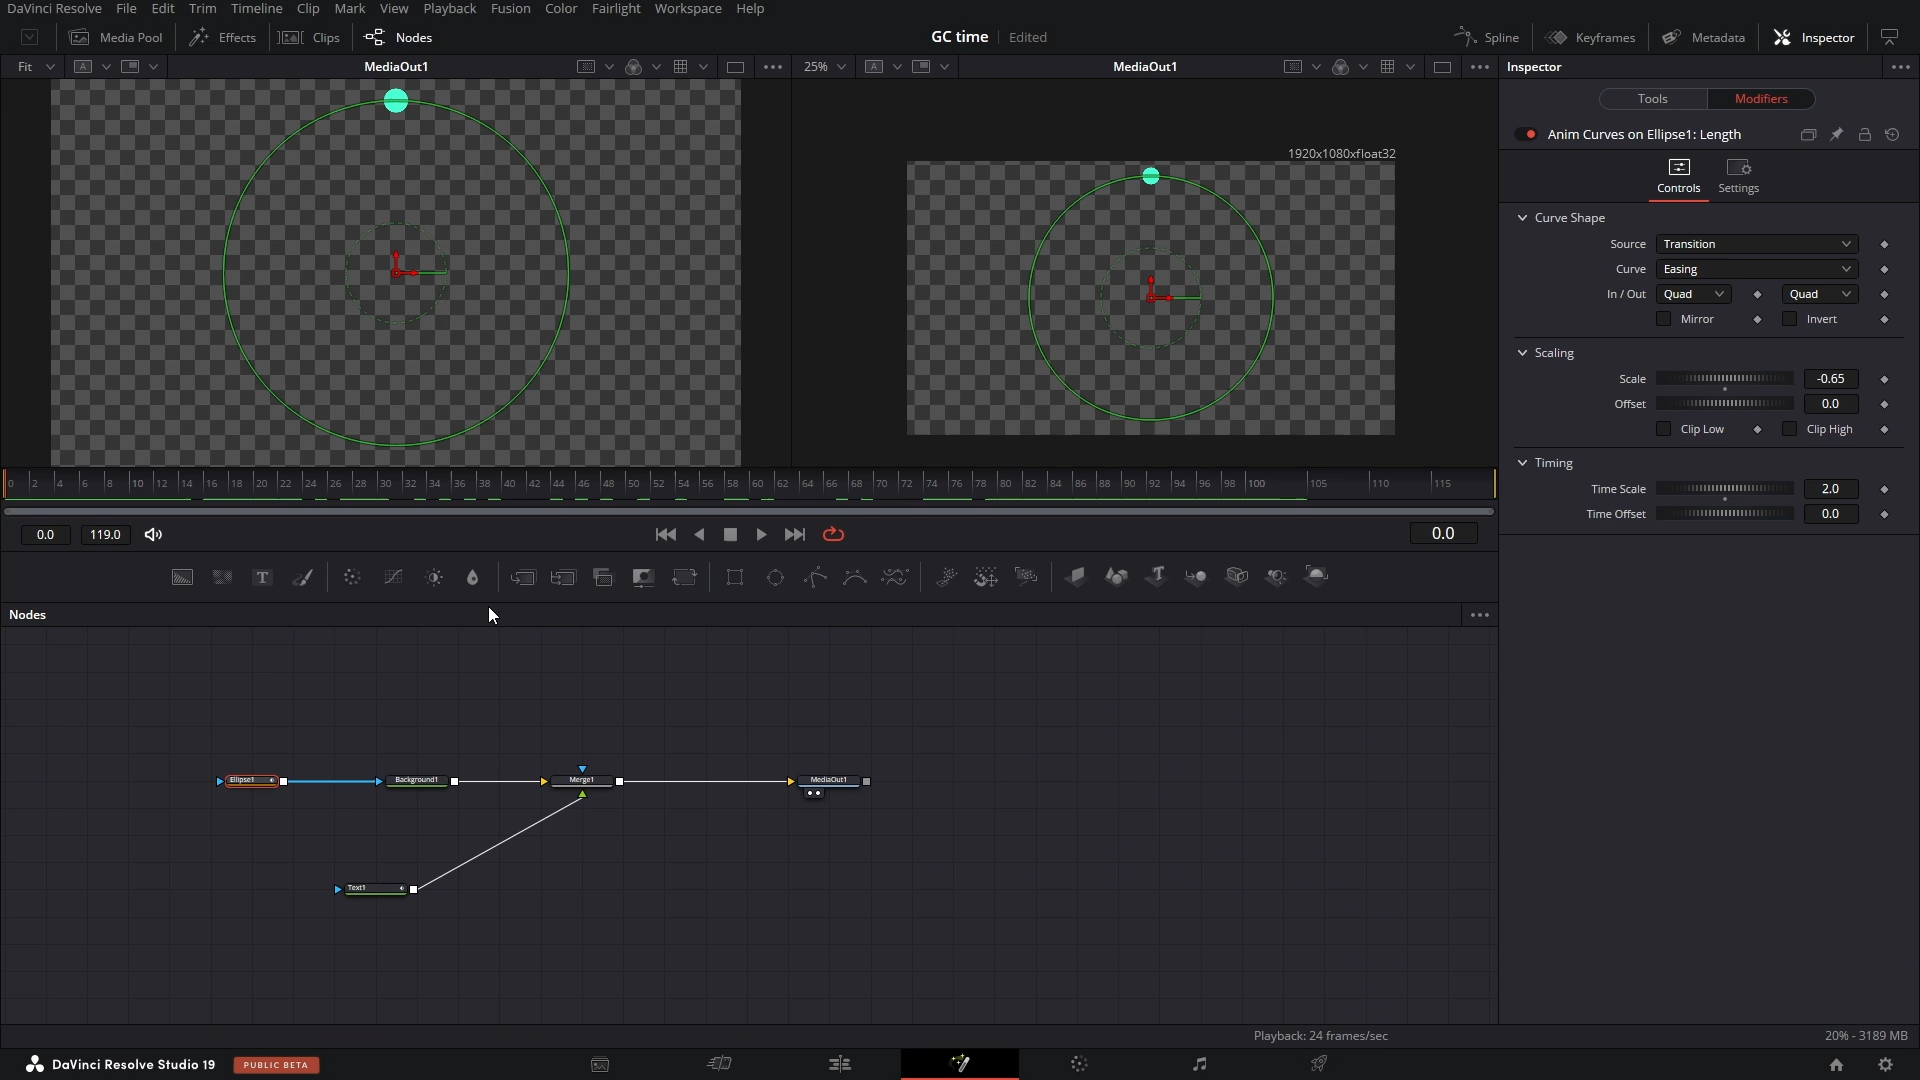 DaVinci Resolve File Edit Trim Timeline Clip Mark View Playback Fusion Color Fairlight Workspace Help
Media Pool Effects Clips Nodes GC time Edited Spline Keyframes Metadata Inspector
Fit A MediaOut1 25% A MediaOut1 Inspector
Tools Modifiers
Anim Curves on Ellipse1: Length
1920x1080xfloat32
Controls Settings
Curve Shape
Source Transition
Curve Easing
In / Out Quad Quad
Mirror Invert
Scaling
Scale -0.65
Offset 0.0
Clip Low Clip High
Timing
Time Scale 2.0
Time Offset 0.0
0 2 4 6 8 10 12 14 16 18 20 22 24 26 28 30 32 34 36 38 40 42 44 46 48 50 52 54 56 58 60 62 64 66 68 70 72 74 76 78 80 82 84 86 88 90 92 94 96 98 100 105 110 115
0.0 119.0 0.0
Nodes
Ellipse1 Background1 Merge1 MediaOut1
Text1
Playback: 24 frames/sec 20% - 3189 MB
DaVinci Resolve Studio 19 PUBLIC BETA